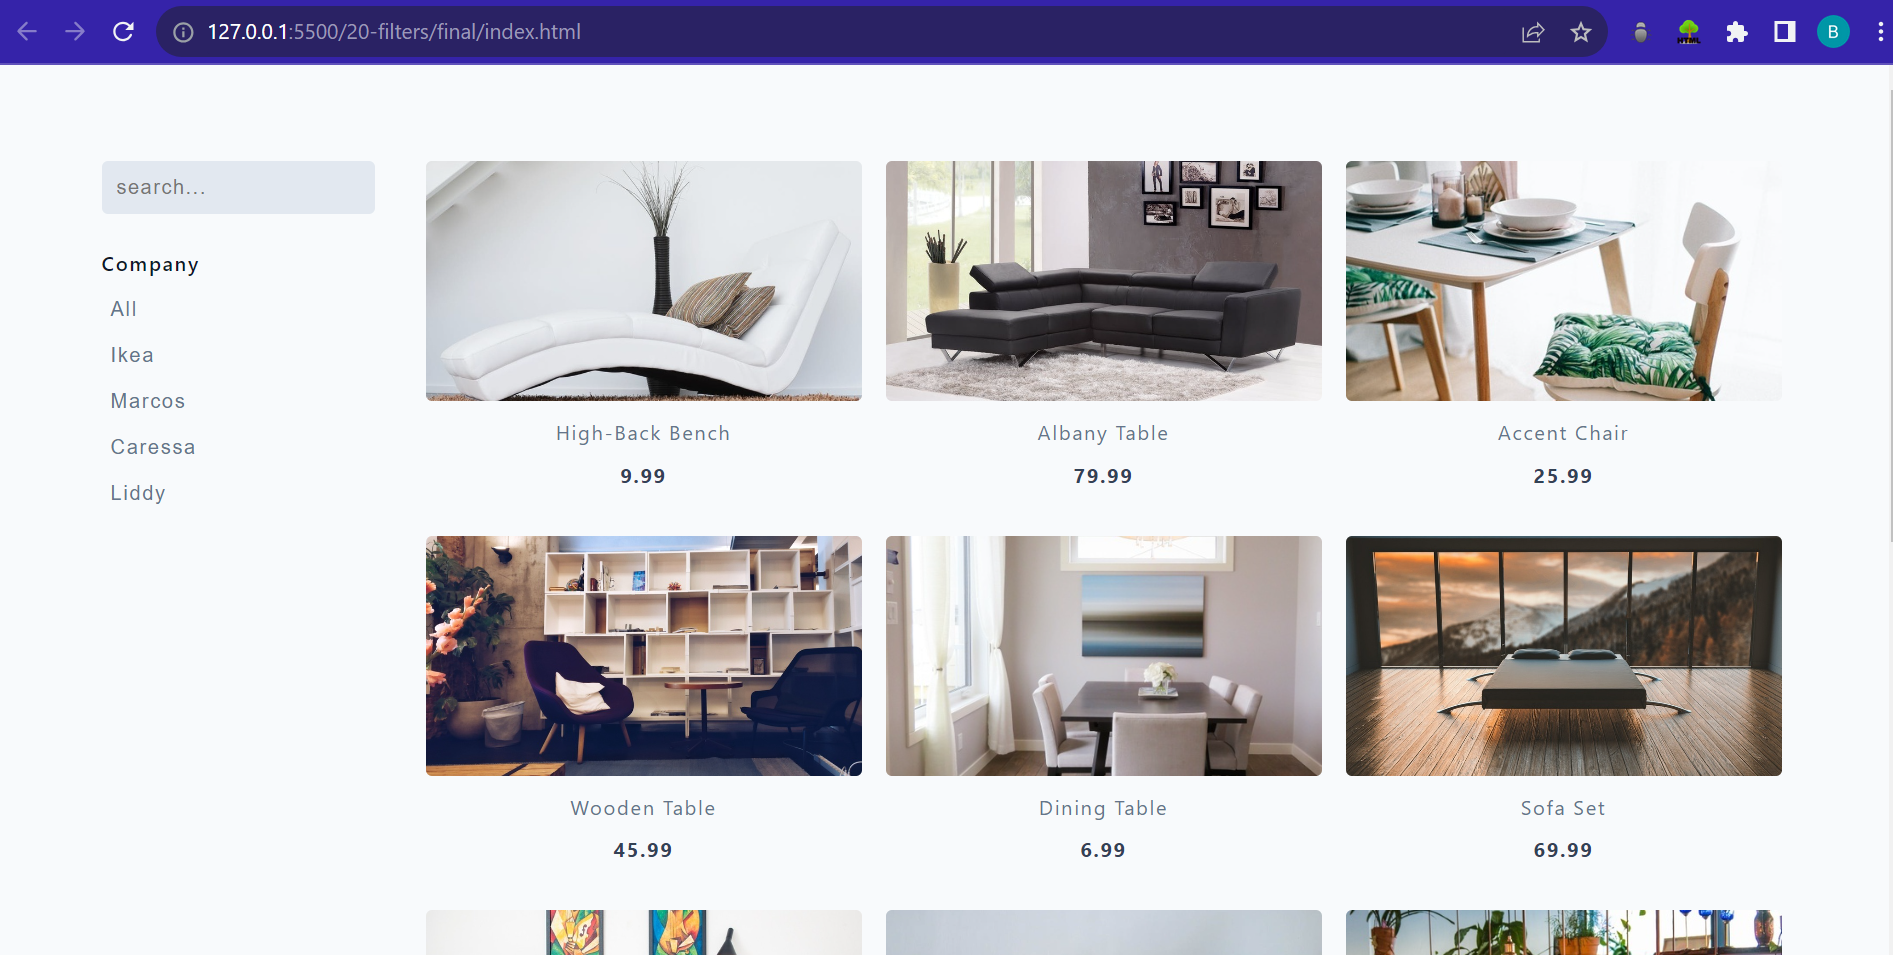 127.0.0.1:5500/20-filters/final/index.html
HTML
B
search...
Company
All
Ikea
Marcos
Caressa
Liddy
High-Back Bench
9.99
Albany Table
79.99
Accent Chair
25.99
Wooden Table
45.99
Dining Table
6.99
Sofa Set
69.99